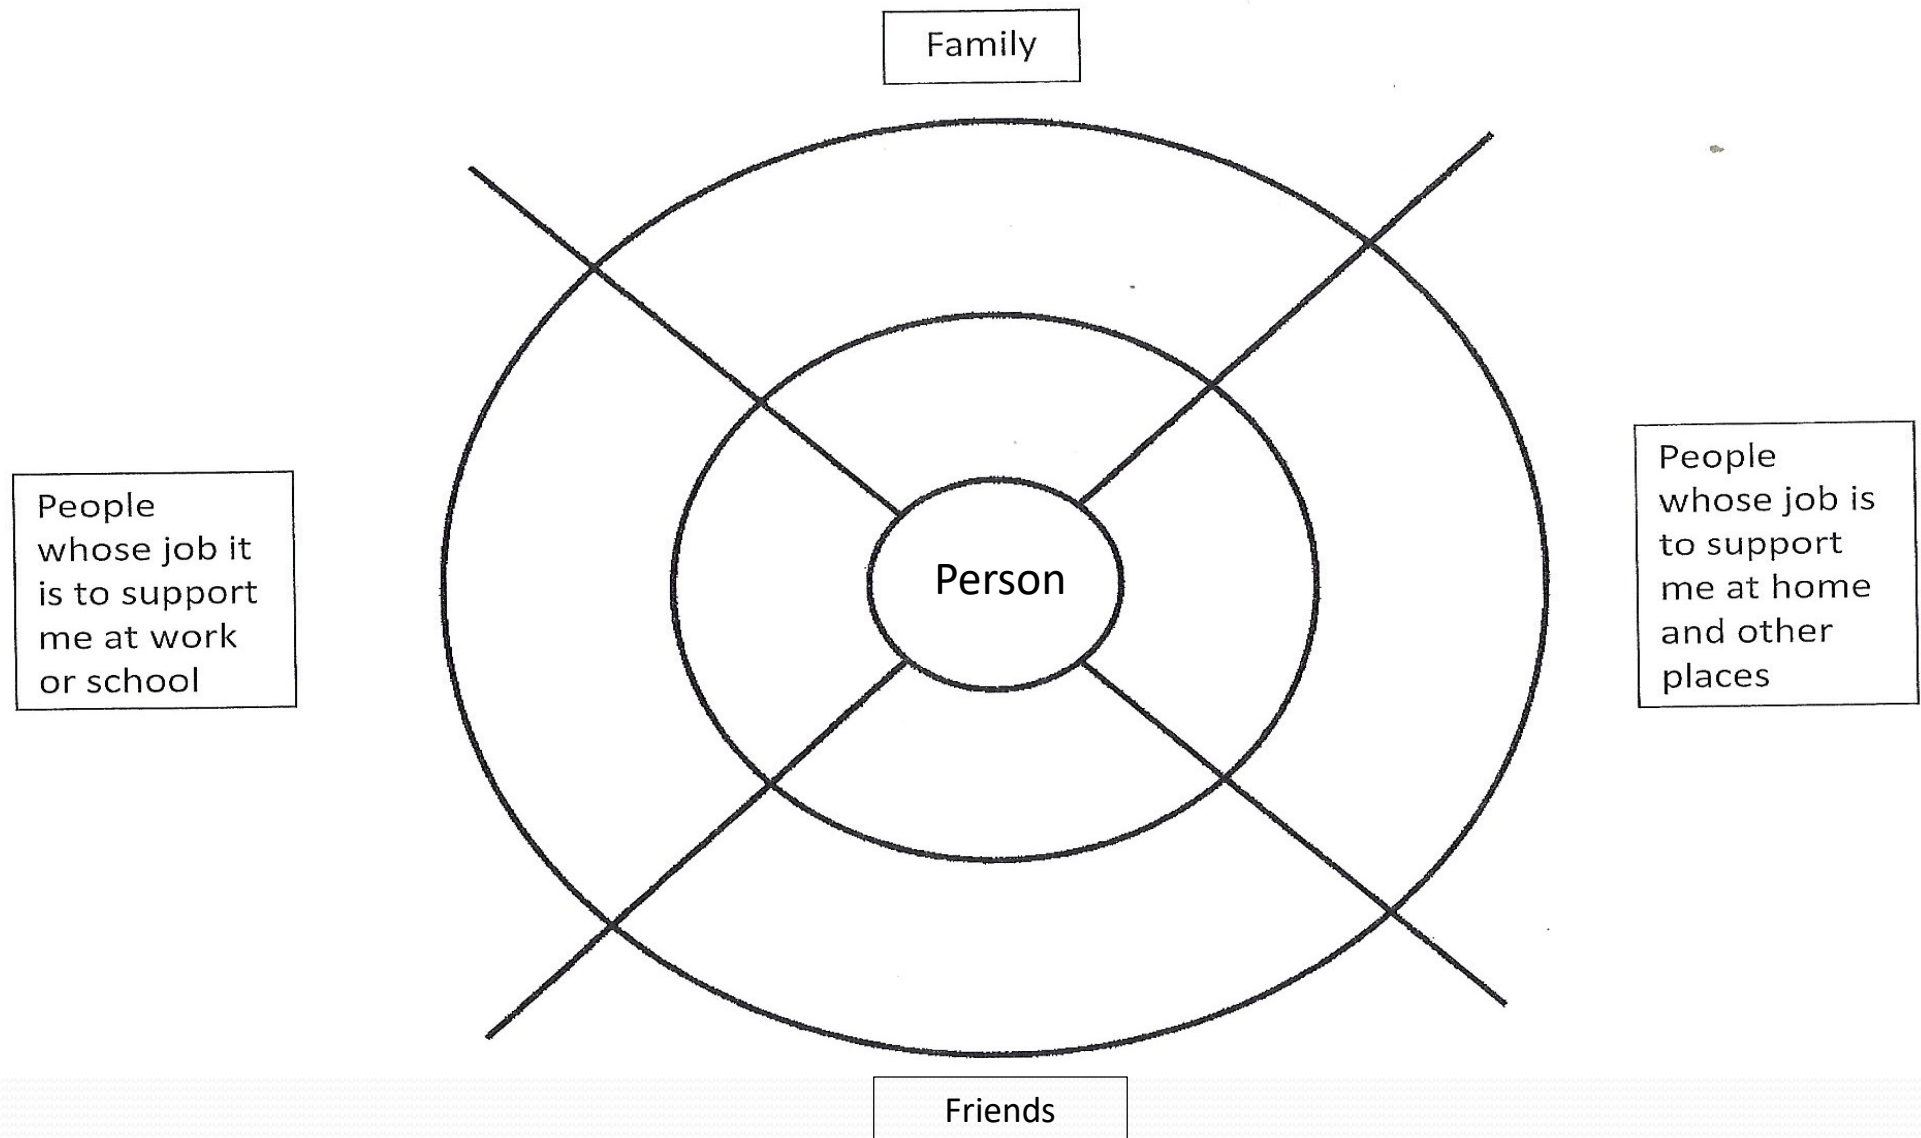 Family
People
whose job it
is to support
me at work
or school
Person
People
whose job is
to support
me at home
and other
places
Friends